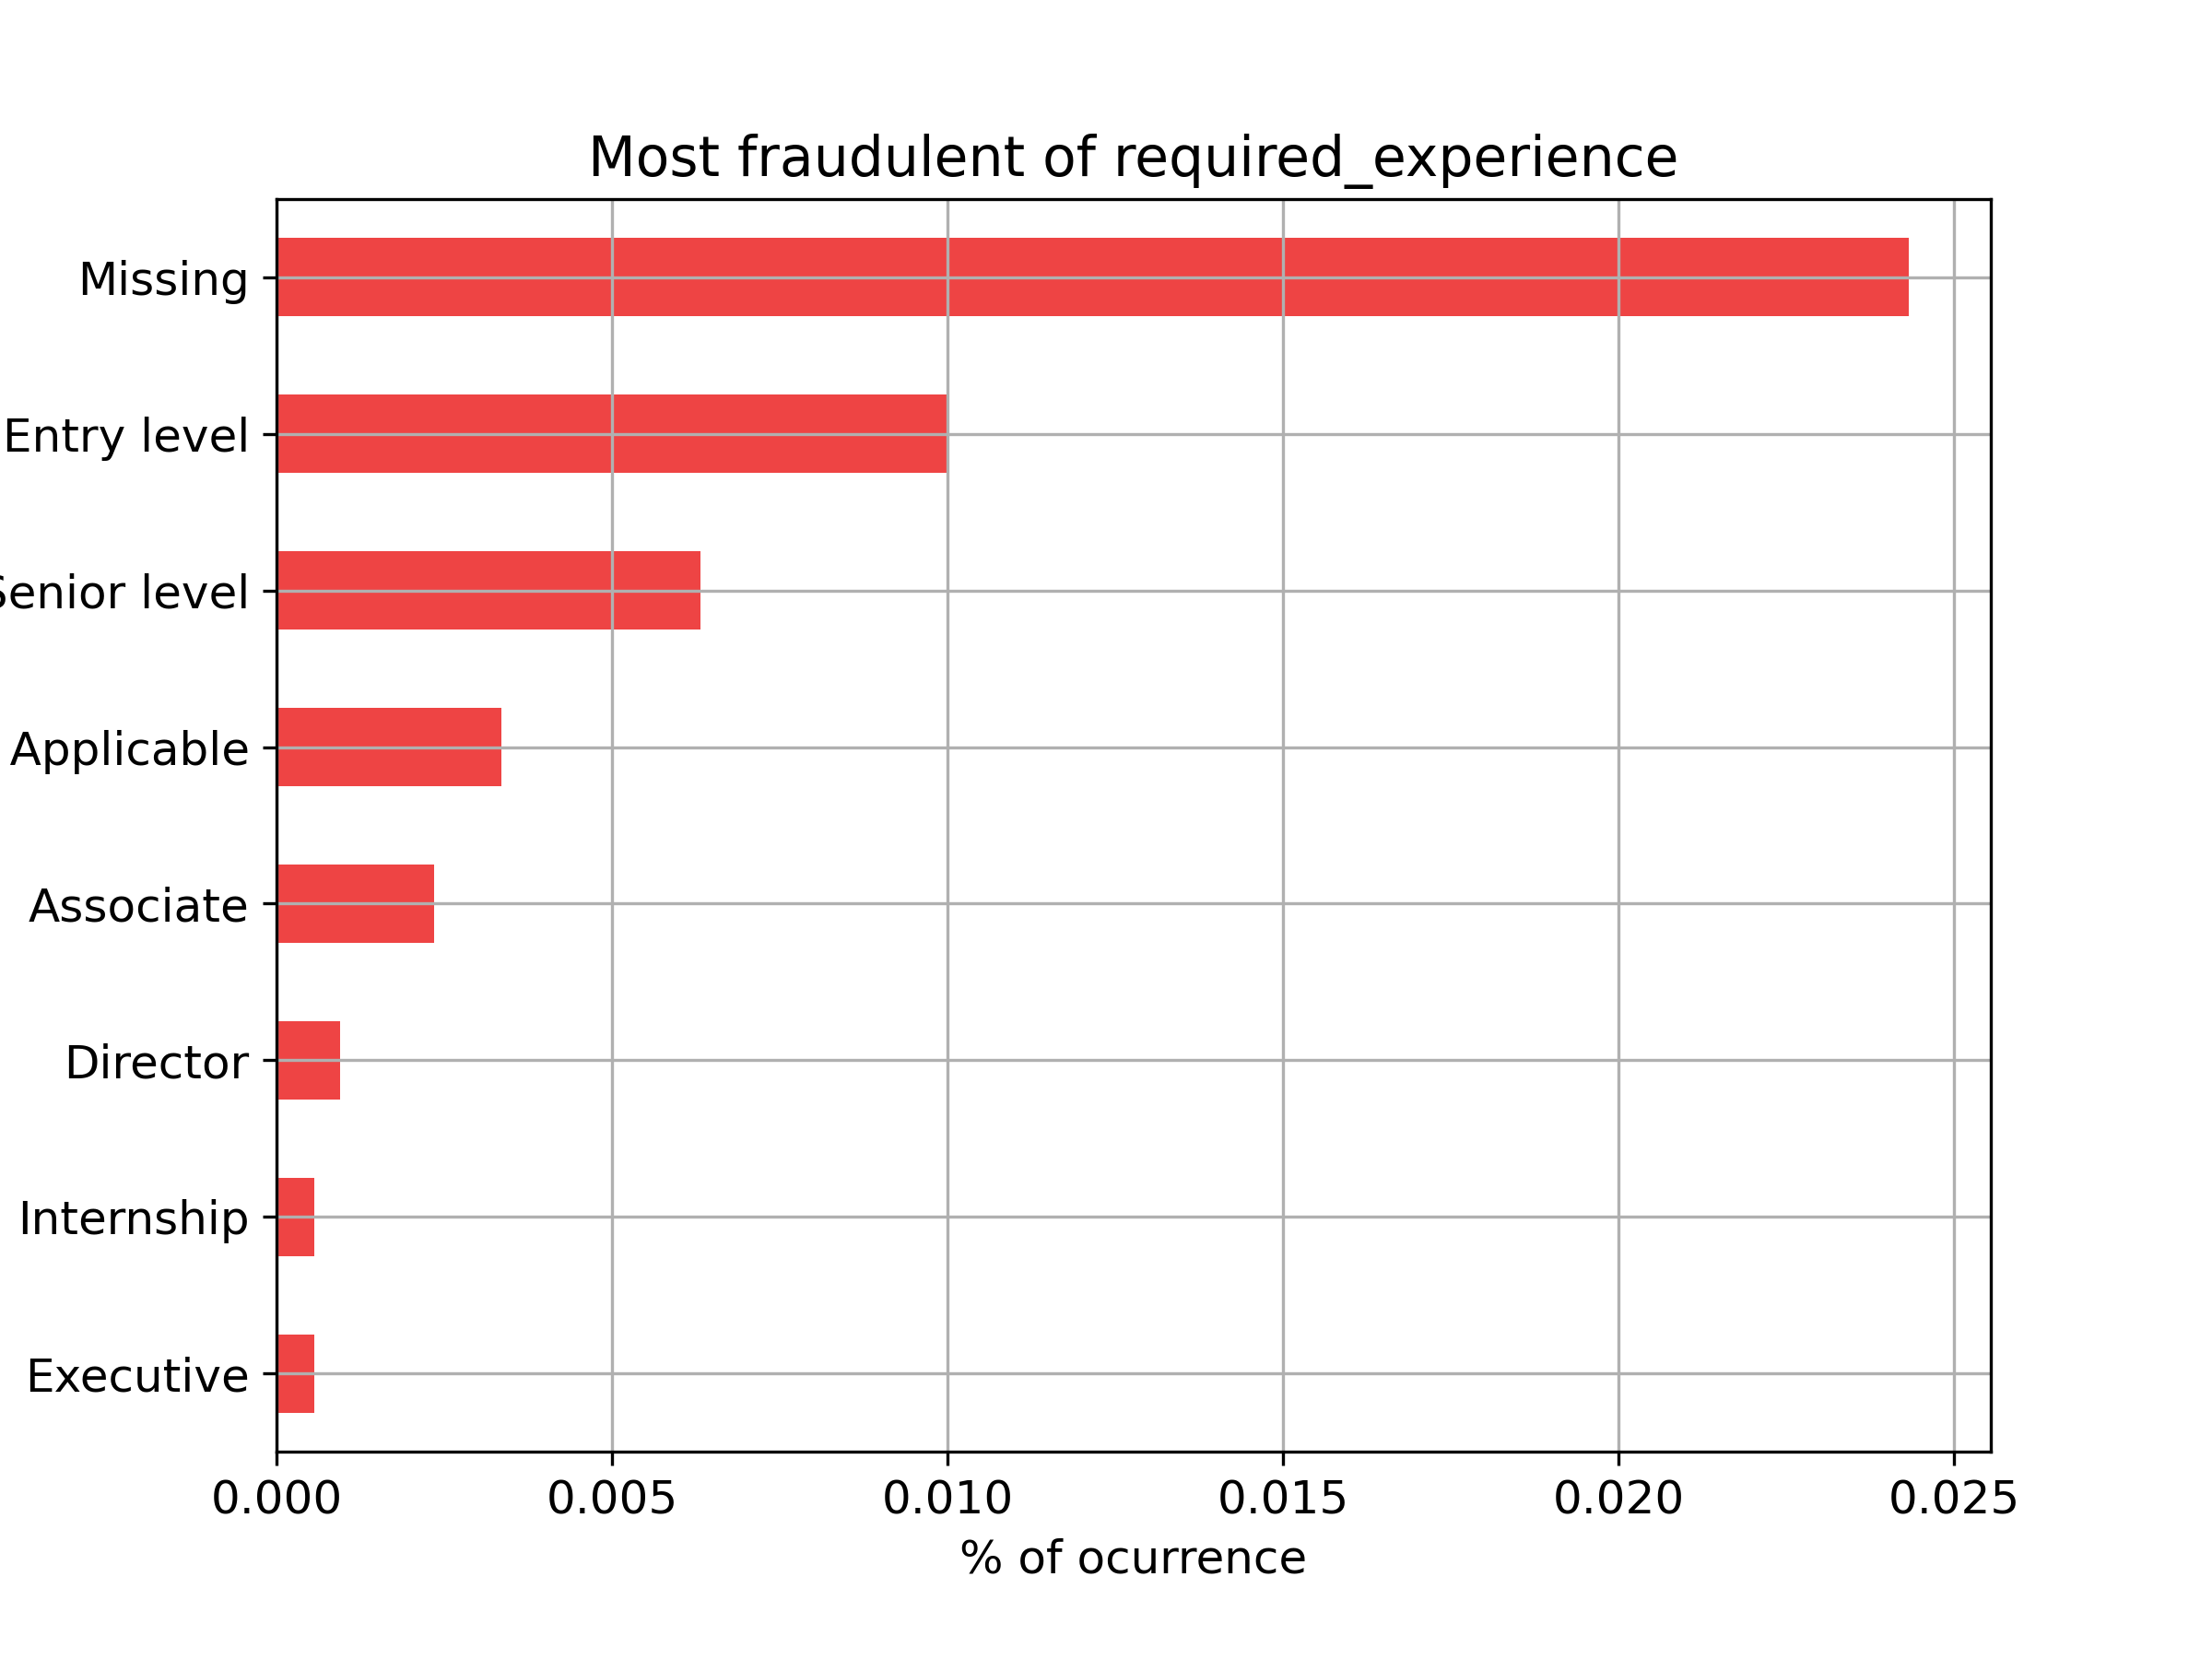 Most fraudulent of required_experience
Missing
Entry level
Senior level
Applicable
Associate
Director
Internship
Executive
0.000 0.005 0.010 0.015 0.020 0.025
% of ocurrence